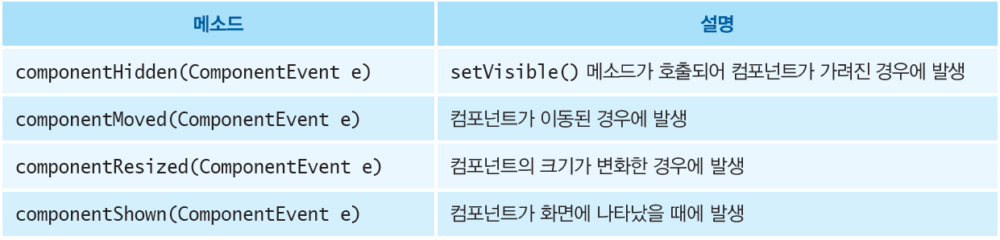 메소드 설명
componentHidden(ComponentEvent e) setVisible() 메소드가 호출되어 컴포넌트가 가려진 경우에 발생
componentMoved(ComponentEvent e) 컴포넌트가 이동된 경우에 발생
componentResized(ComponentEvent e) 컴포넌트의 크기가 변화한 경우에 발생
componentShown(ComponentEvent e) 컴포넌트가 화면에 나타났을 때에 발생